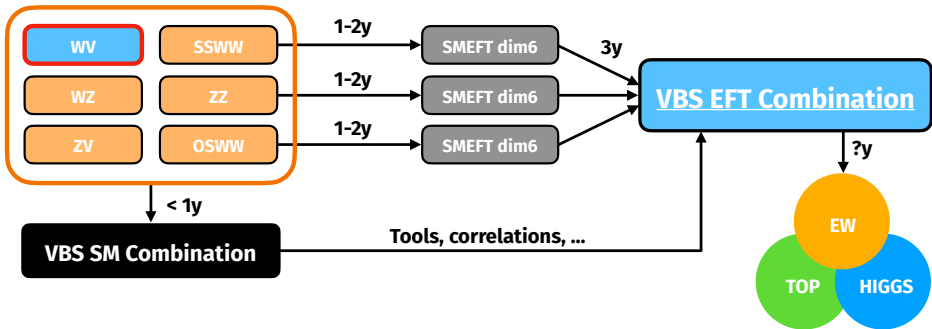 WV
SSWW
1-2y
SMEFT dim6
3y
WZ
ZZ
1-2y
SMEFT dim6
VBS EFT Combination
ZV
OSWW
1-2y
SMEFT dim6
?y
< 1y
VBS SM Combination
Tools, correlations, ...
EW
TOP
HIGGS